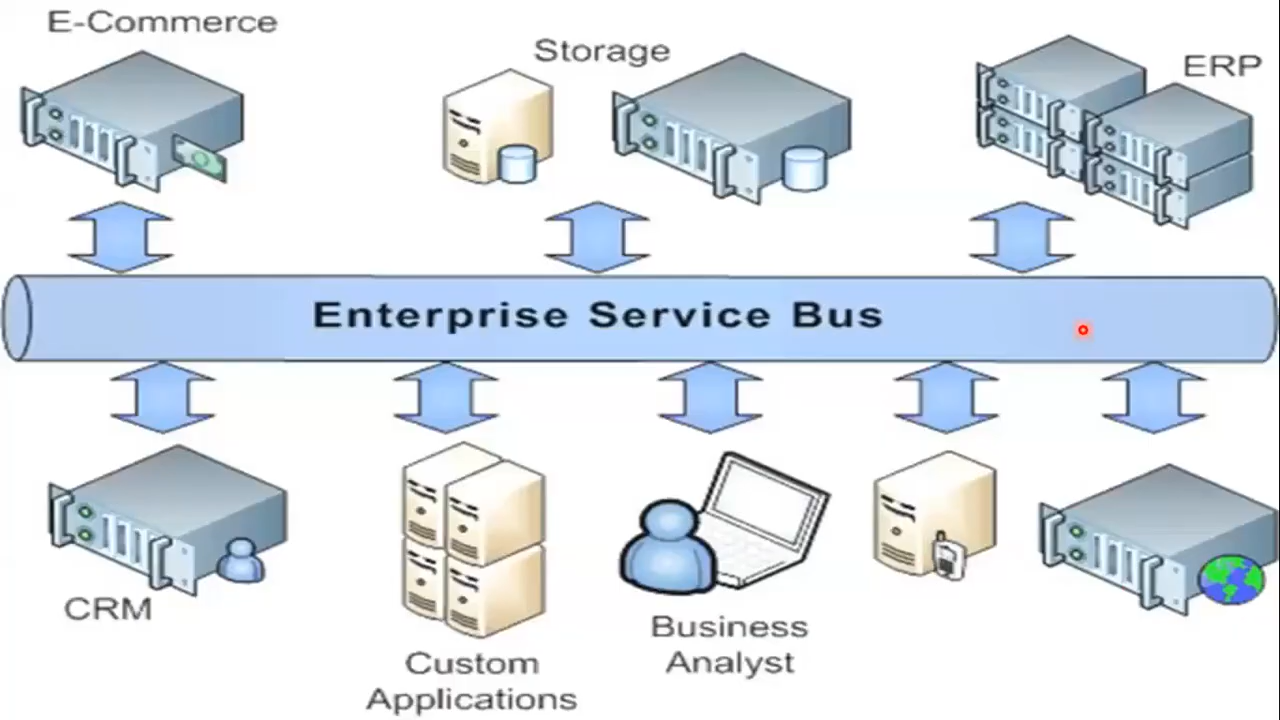 E-Commerce
Storage
ERP
Enterprise Service Bus
CRM
Custom
Applications
Business
Analyst